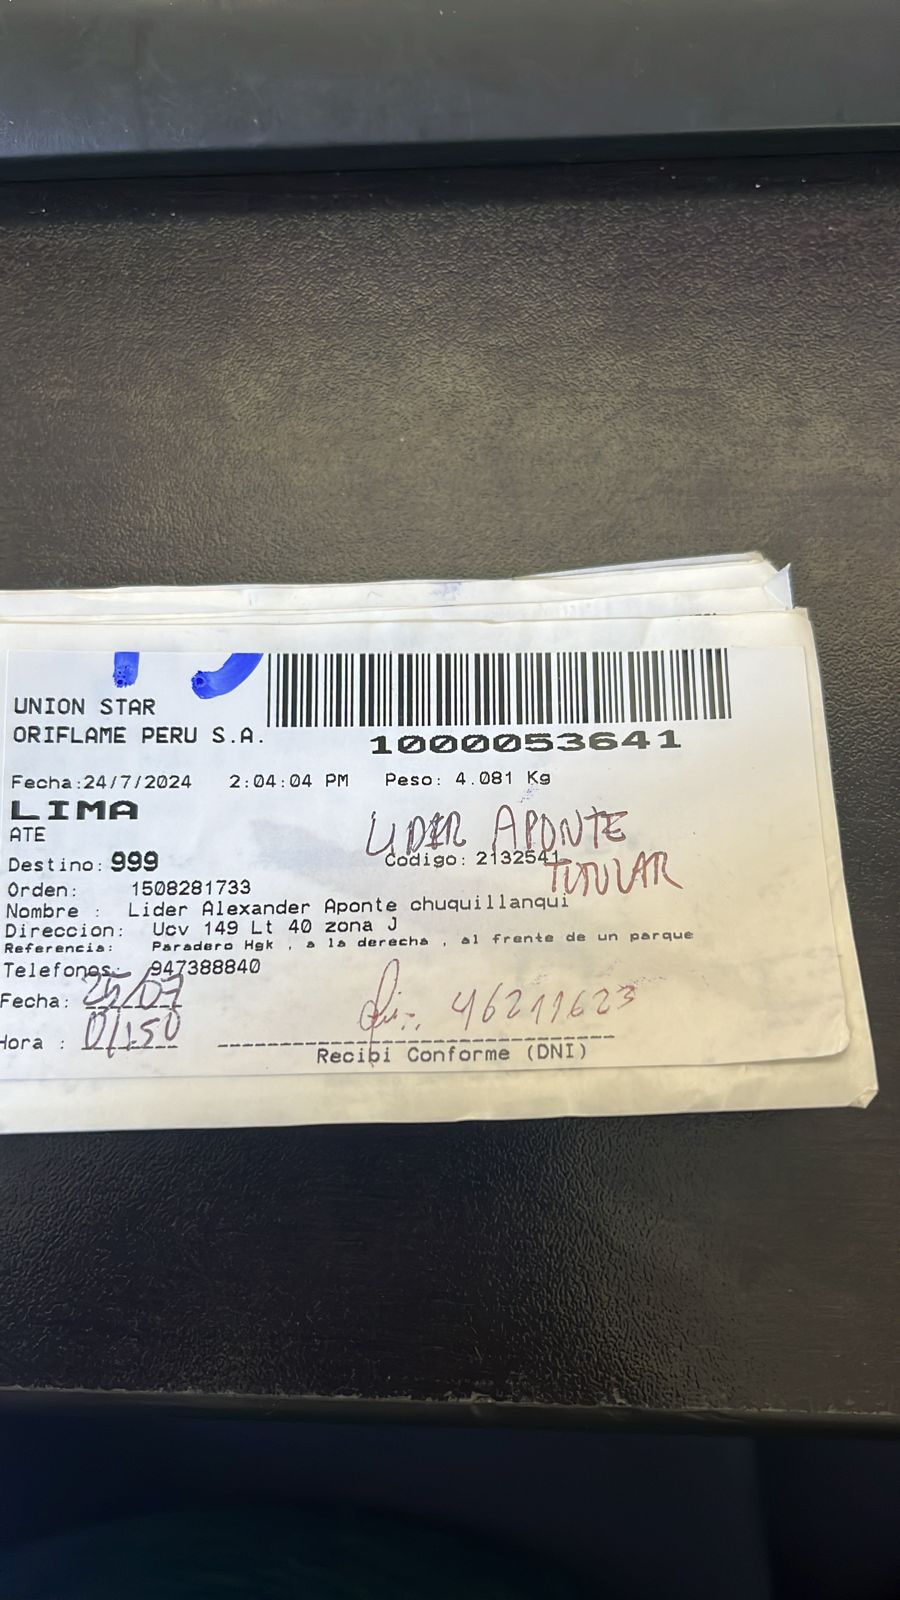 UNION STAR
ORIFLAME PERU S.A.
1000053641
Fecha:24/7/2024 2:04:04 PM Peso: 4.081 Kg
LIMA
LIDER APONTE
ATE
Destino: 999 Codigo: 2132541
TITULAR
Orden: 1508281733
Nombre : Lider Alexander Aponte chuquillanqui
Direccion: Ucv 149 Lt 40 zona J
Referencia: Paradero Hgk , a la derecha , al frente de un parque
Telefonos: 947388840
Fecha: 25/07
46211623
Hora : 01:50
Recibi Conforme (DNI)